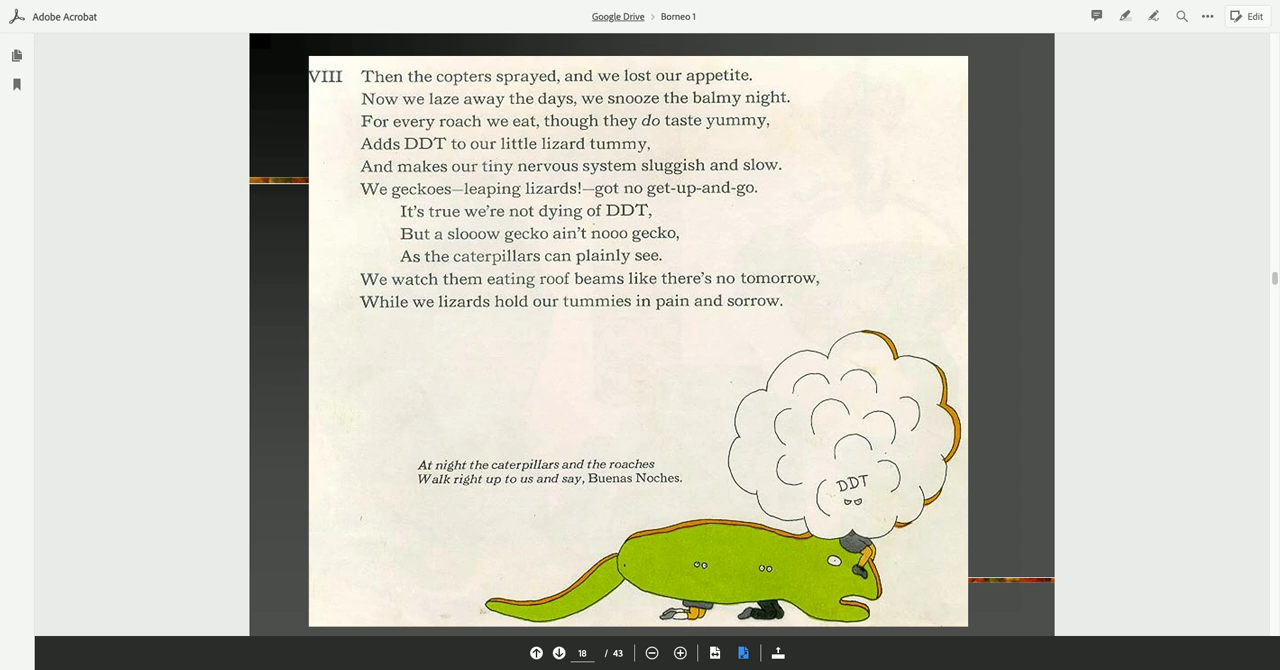 Adobe Acrobat
Google Drive > Borneo 1
Edit
VIII Then the copters sprayed, and we lost our appetite.
Now we laze away the days, we snooze the balmy night.
For every roach we eat, though they do taste yummy,
Adds DDT to our little lizard tummy,
And makes our tiny nervous system sluggish and slow.
We geckoes—leaping lizards!—got no get-up-and-go.
It's true we're not dying of DDT,
But a slooow gecko ain't nooo gecko,
As the caterpillars can plainly see.
We watch them eating roof beams like there's no tomorrow,
While we lizards hold our tummies in pain and sorrow.
At night the caterpillars and the roaches
Walk right up to us and say, Buenas Noches.
DDT
18 / 43